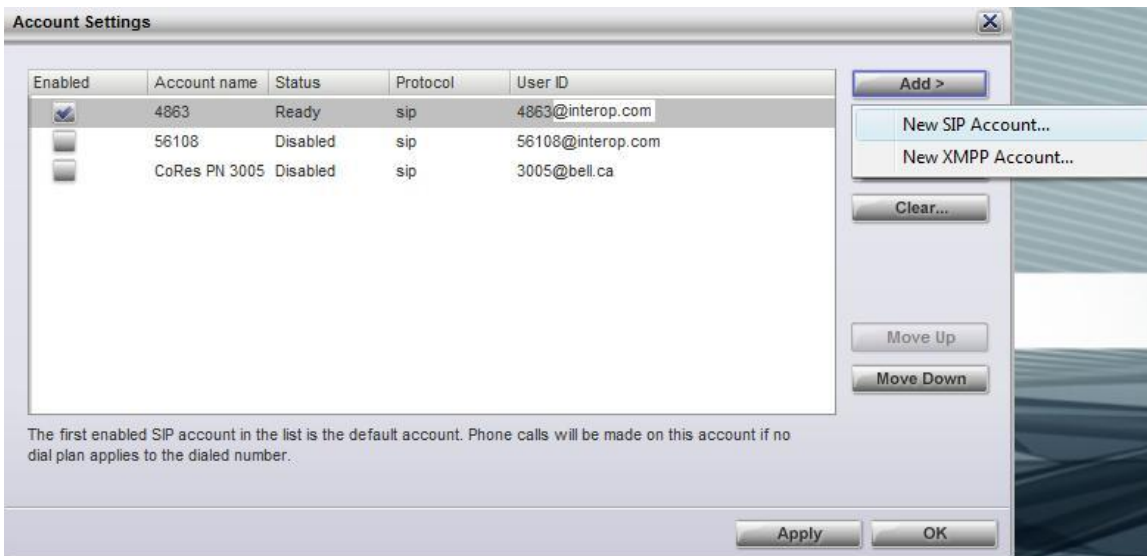 Account Settings
Enabled Account name Status Protocol User ID
4863 Ready sip 4863@interop.com
56108 Disabled sip 56108@interop.com
CoRes PN 3005 Disabled sip 3005@bell.ca
Add >
New SIP Account...
New XMPP Account...
Clear...
Move Up
Move Down
The first enabled SIP account in the list is the default account. Phone calls will be made on this account if no
dial plan applies to the dialed number.
Apply OK